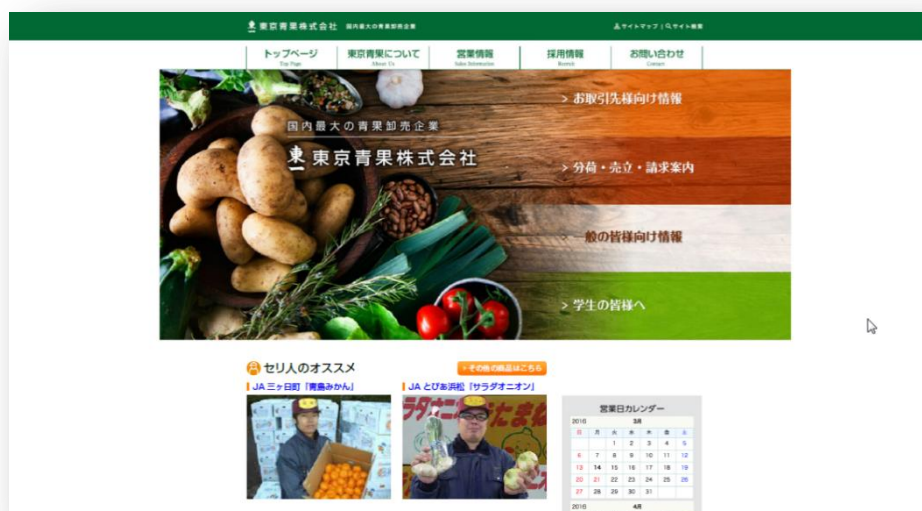 東京青果株式会社 国内最大の青果卸売企業
サイトマップ | サイト検索
トップページ 東京青果について 営業情報 採用情報 お問い合わせ
Top Page About Us Sales Information Recruit Contact
国内最大の青果卸売企業
東京青果株式会社
> お取引先様向け情報
> 分荷・売立・請求案内
> 一般の皆様向け情報
> 学生の皆様へ
セリ人のオススメ
その他の商品はこちら
JA 三ヶ日町「青島みかん」
JA とぴあ浜松「サラダオニオン」
営業日カレンダー
2016 3月
日 月 火 水 木 金 土
1 2 3 4 5
6 7 8 9 10 11 12
13 14 15 16 17 18 19
20 21 22 23 24 25 26
27 28 29 30 31
2016 4月